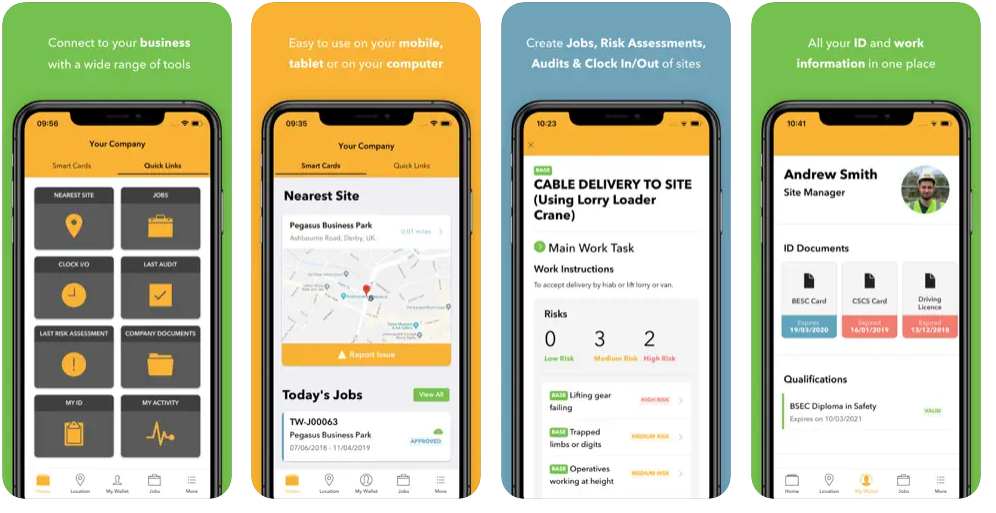 Connect to your business
with a wide range of tools
09:56
Your Company
Smart Cards
Quick Links
NEAREST SITE
JOBS
CLOCK I/O
LAST AUDIT
LAST RISK ASSESSMENT
COMPANY DOCUMENTS
MY ID
MY ACTIVITY
Home
Location
My Wallet
Jobs
More
Easy to use on your mobile,
tablet or on your computer
09:35
Your Company
Smart Cards
Quick Links
Nearest Site
Pegasus Business Park
Ashbourne Road, Derby, UK..
0.01 miles
Report Issue
Today's Jobs
View All
TW-J00063
Pegasus Business Park
07/06/2018 - 11/04/2019
APPROVED
Home
Location
My Wallet
Jobs
More
Create Jobs, Risk Assessments,
Audits & Clock In/Out of sites
10:23
BASE
CABLE DELIVERY TO SITE
(Using Lorry Loader
Crane)
Main Work Task
Work Instructions
To accept delivery by hiab or lift lorry or van.
Risks
0
3
2
Low Risk
Medium Risk
High Risk
BASE Lifting gear
failing
HIGH RISK
BASE Trapped
limbs or digits
MEDIUM RISK
BASE Operatives
working at height
MEDIUM RISK
All your ID and work
information in one place
10:41
Andrew Smith
Site Manager
ID Documents
BESC Card
Expires
19/03/2020
CSCS Card
Expired
16/01/2019
Driving
Licence
Expired
13/12/2018
Qualifications
BSEC Diploma in Safety
Expires on 10/03/2021
VALID
Home
Location
My Wallet
Jobs
More